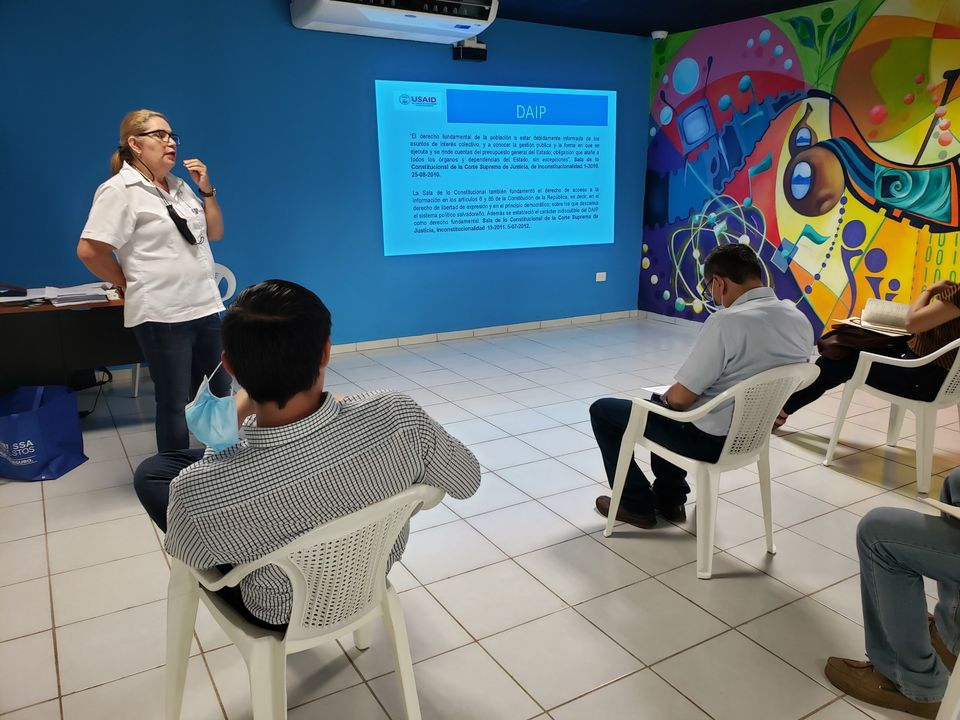 USAID
DAIP
"El derecho fundamental de la población a estar debidamente informada de los
asuntos de interés colectivo, y a conocer la gestión pública y la forma en que se
ejecuta y se rinde cuentas del presupuesto general del Estado, obligación que atañe a
todos los órganos y dependencias del Estado, sin excepciones". Sala de lo
Constitucional de la Corte Suprema de Justicia, de inconstitucionalidad 1-2010.
25-08-2010.
La Sala de lo Constitucional también fundamentó el derecho de acceso a la
información en los artículos 6 y 85 de la Constitución de la República, es decir, en el
derecho de libertad de expresión y en el principio democrático; sobre los que descansa
el sistema político salvadoreño. Además se estableció el carácter indiscutible del DAIP
como derecho fundamental. Sala de lo Constitucional de la Corte Suprema de
Justicia, inconstitucionalidad 13-2011. 5-07-2012.